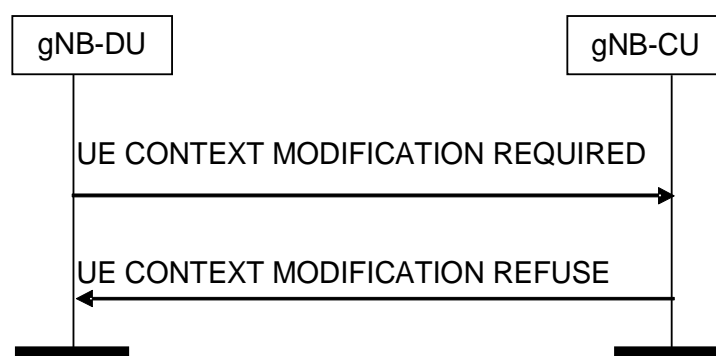 gNB-DU
gNB-CU
UE CONTEXT MODIFICATION REQUIRED
UE CONTEXT MODIFICATION REFUSE